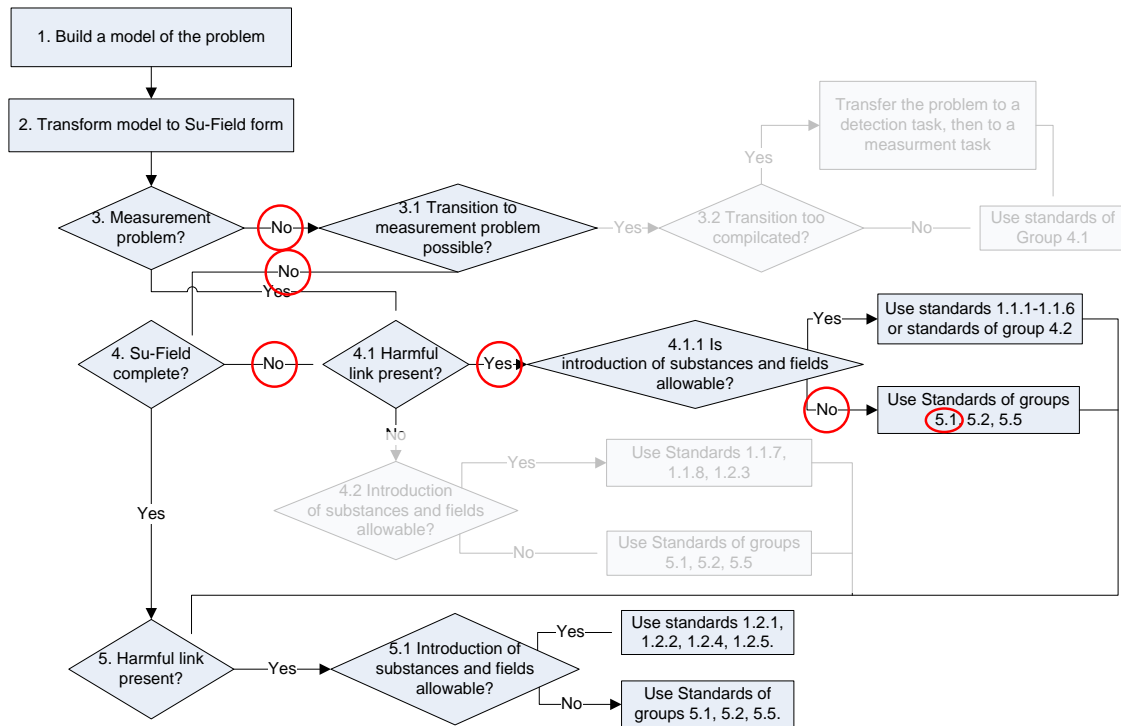 1. Build a model of the problem
2. Transform model to Su-Field form
Transfer the problem to a
detection task, then to a
measurment task
Yes
3. Measurement
problem?
No
3.1 Transition to
measurement problem
possible?
Yes
3.2 Transition too
compilcated?
No
Use standards of
Group 4.1
No
Yes
4. Su-Field
complete?
No
4.1 Harmful
link present?
Yes
4.1.1 Is
introduction of substances and fields
allowable?
Yes
Use standards 1.1.1-1.1.6
or standards of group 4.2
No
Use Standards of groups
5.1, 5.2, 5.5
No
No
4.2 Introduction
of substances and fields
allowable?
Yes
Use Standards 1.1.7,
1.1.8, 1.2.3
No
Use Standards of groups
5.1, 5.2, 5.5
Yes
5. Harmful link
present?
Yes
5.1 Introduction of
substances and fields
allowable?
Yes
Use standards 1.2.1,
1.2.2, 1.2.4, 1.2.5.
No
Use Standards of
groups 5.1, 5.2, 5.5.